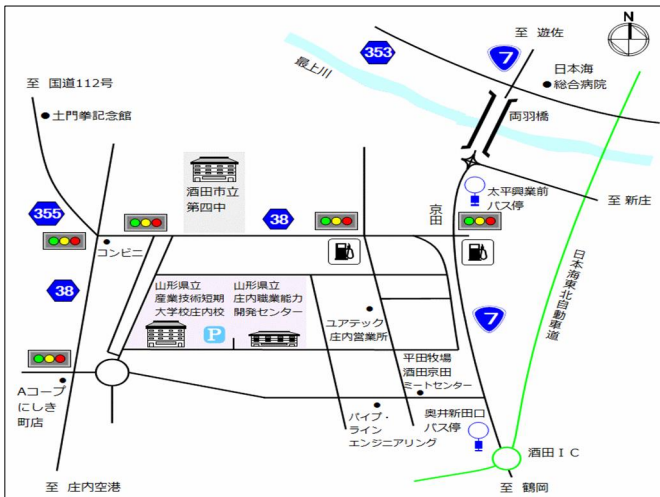 至 遊佐
N
353
7
最上川
日本海
総合病院
至 国道112号
土門拳記念館
両羽橋
酒田市立
第四中
太平興業前
バス停
至 新庄
京田
355
38
コンビニ
38
日本海東北自動車道
山形県立
産業技術短期
大学校庄内校
山形県立
庄内職業能力
開発センター
P
7
ユアテック
庄内営業所
平田牧場
酒田京田
ミートセンター
Aコープ
にしき
町店
パイプ・
ライン
エンジニアリング
奥井新田口
バス停
酒田IC
至 庄内空港
至 鶴岡